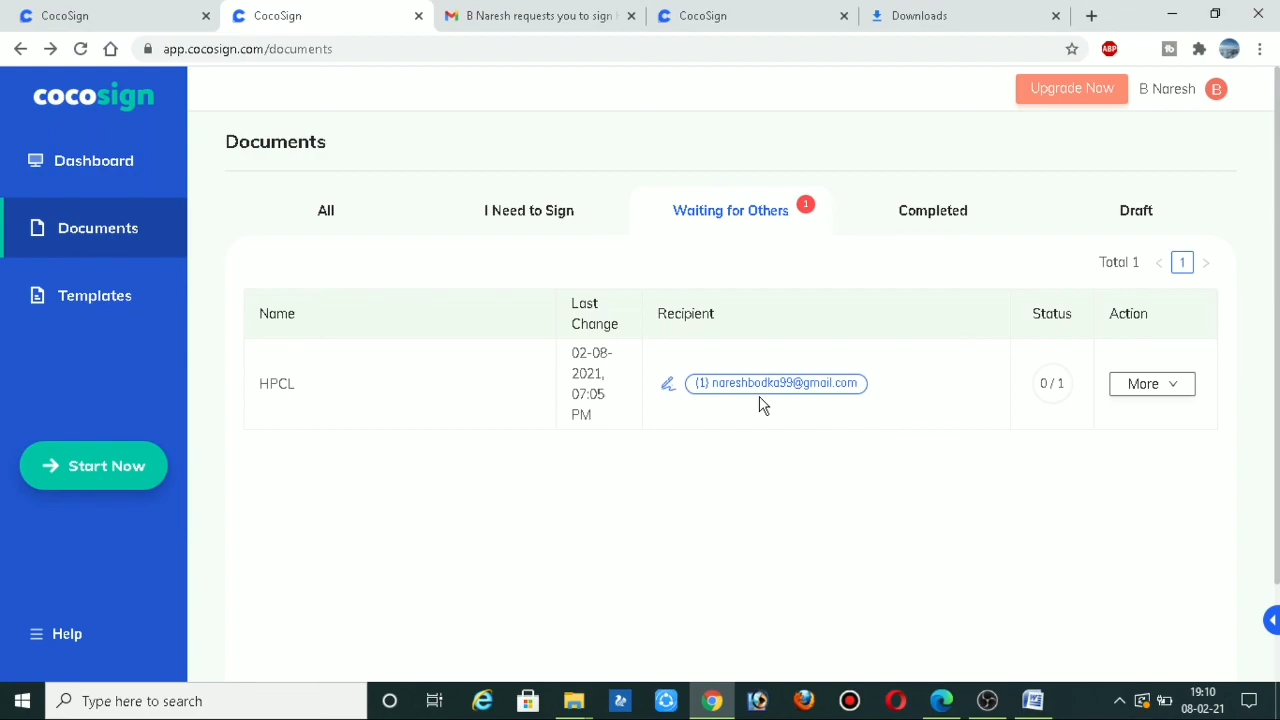 CocoSign
CocoSign
B Naresh requests you to sign
CocoSign
Downloads
app.cocosign.com/documents
ABP
cocosign
Upgrade Now
B Naresh
B
Dashboard
Documents
Templates
Start Now
Help
Documents
All
I Need to Sign
Waiting for Others
1
Completed
Draft
Total 1 < 1 >
Name
Last
Change
Recipient
Status
Action
HPCL
02-08-
2021,
07:05
PM
(1) nareshbodka99@gmail.com
0 / 1
More
Type here to search
19:10
08-02-21